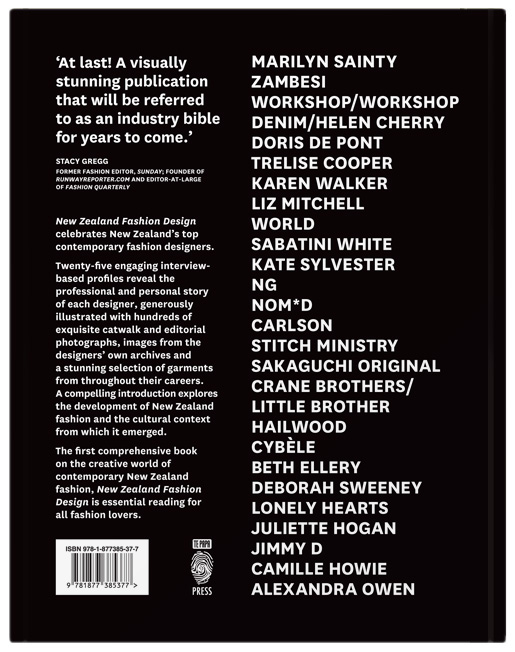 ‘At last! A visually
stunning publication
that will be referred
to as an industry bible
for years to come.’
STACY GREGG
FORMER FASHION EDITOR, SUNDAY; FOUNDER OF
RUNWAYREPORTER.COM AND EDITOR-AT-LARGE
OF FASHION QUARTERLY
New Zealand Fashion Design
celebrates New Zealand’s top
contemporary fashion designers.
Twenty-five engaging interview-
based profiles reveal the
professional and personal story
of each designer, generously
illustrated with hundreds of
exquisite catwalk and editorial
photographs, images from the
designers’ own archives and
a stunning selection of garments
from throughout their careers.
A compelling introduction explores
the development of New Zealand
fashion and the cultural context
from which it emerged.
The first comprehensive book
on the creative world of
contemporary New Zealand
fashion, New Zealand Fashion
Design is essential reading for
all fashion lovers.
ISBN 978-1-877385-37-7
9 781877 385377 >
TE PAPA
PRESS
MARILYN SAINTY
ZAMBESI
WORKSHOP/WORKSHOP
DENIM/HELEN CHERRY
DORIS DE PONT
TRELISE COOPER
KAREN WALKER
LIZ MITCHELL
WORLD
SABATINI WHITE
KATE SYLVESTER
NG
NOM*D
CARLSON
STITCH MINISTRY
SAKAGUCHI ORIGINAL
CRANE BROTHERS/
LITTLE BROTHER
HAILWOOD
CYBÈLE
BETH ELLERY
DEBORAH SWEENEY
LONELY HEARTS
JULIETTE HOGAN
JIMMY D
CAMILLE HOWIE
ALEXANDRA OWEN